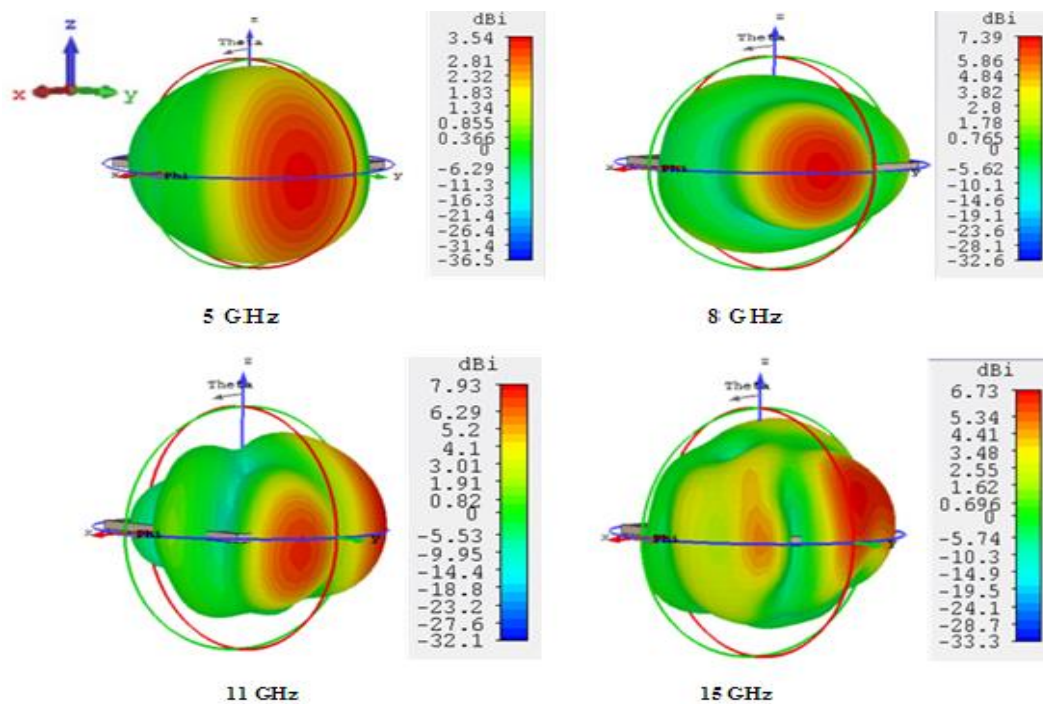 z
x
y
z
Theta
x
Phi
y
dBi
3.54
2.81
2.32
1.83
1.34
0.855
0.366
0
-6.29
-11.3
-16.3
-21.4
-26.4
-31.4
-36.5
5 GHz
z
Theta
x
Phi
y
dBi
7.39
5.86
4.84
3.82
2.8
1.78
0.765
0
-5.62
-10.1
-14.6
-19.1
-23.6
-28.1
-32.6
8 GHz
z
Theta
x
Phi
y
dBi
7.93
6.29
5.2
4.1
3.01
1.91
0.82
0
-5.53
-9.95
-14.4
-18.8
-23.2
-27.6
-32.1
11 GHz
z
Theta
x
Phi
y
dBi
6.73
5.34
4.41
3.48
2.55
1.62
0.696
0
-5.74
-10.3
-14.9
-19.5
-24.1
-28.7
-33.3
15 GHz